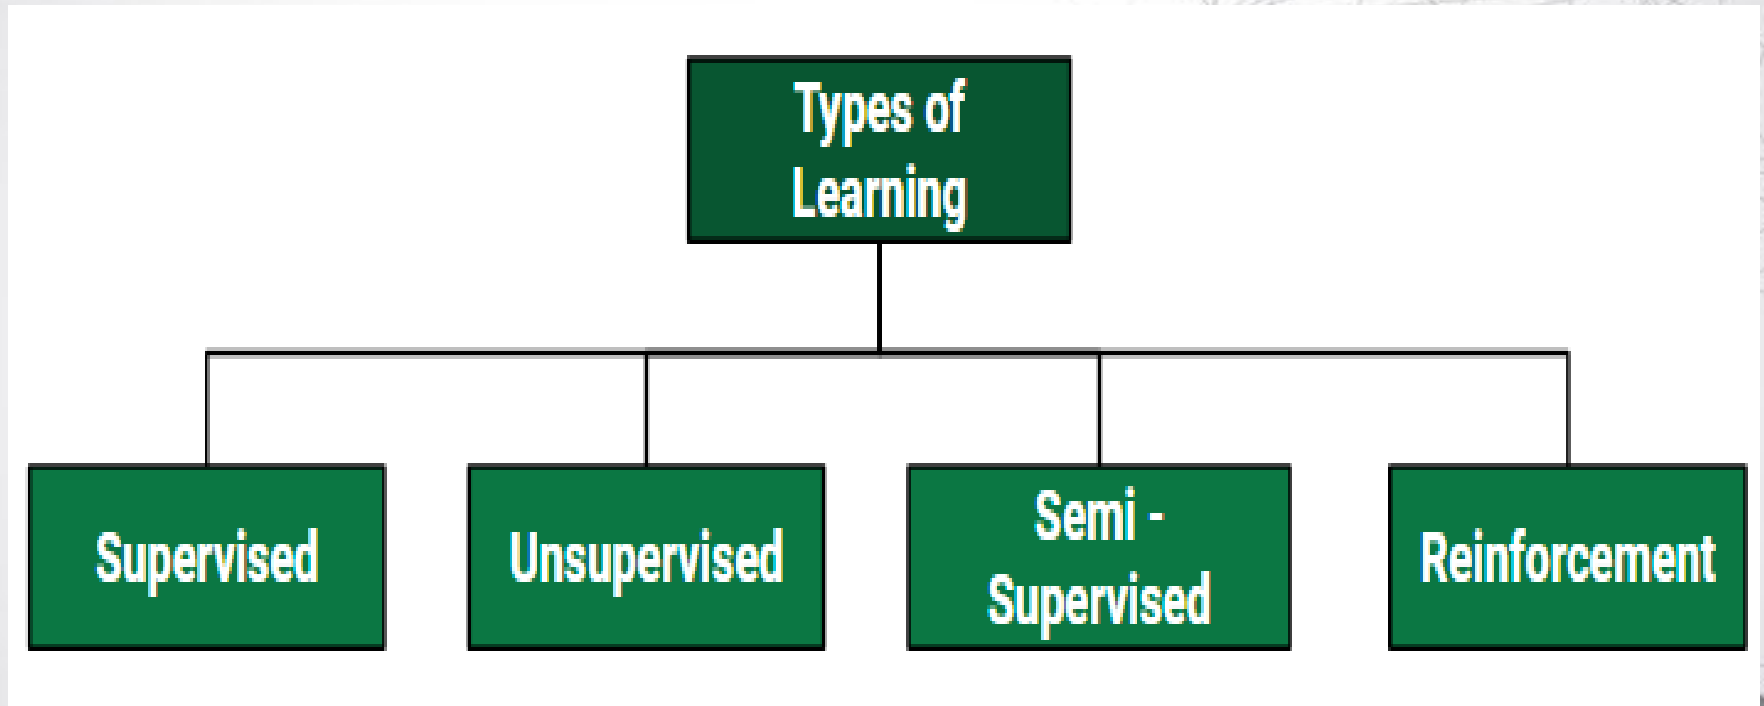 Types of
Learning
Supervised
Unsupervised
Semi -
Supervised
Reinforcement